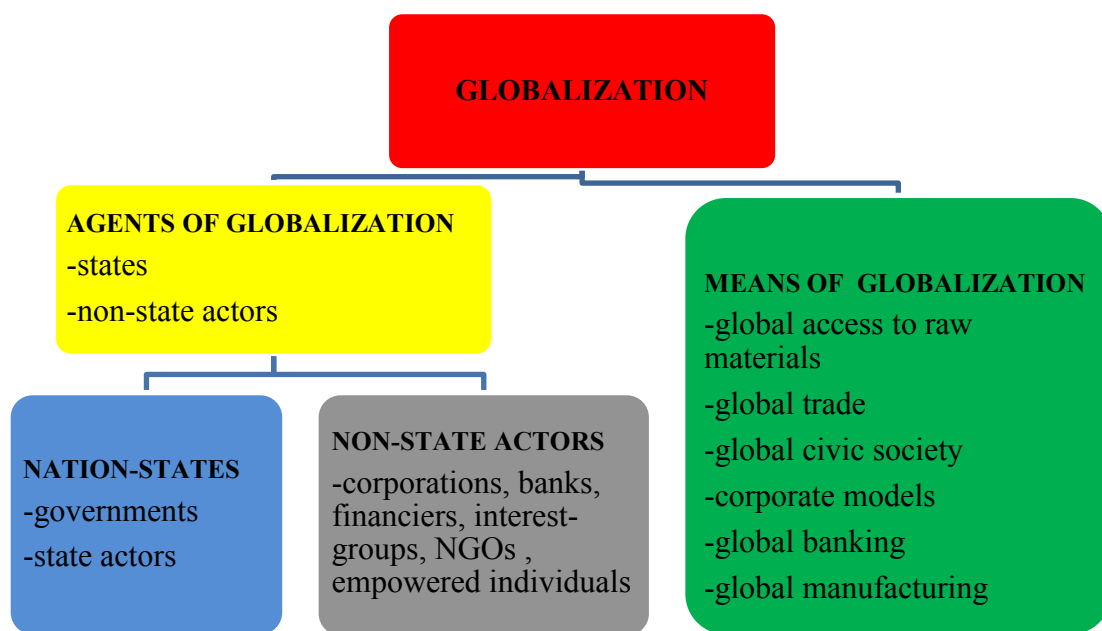 GLOBALIZATION
AGENTS OF GLOBALIZATION
-states
-non-state actors
NATION-STATES
-governments
-state actors
NON-STATE ACTORS
-corporations, banks,
financiers, interest-
groups, NGOs ,
empowered individuals
MEANS OF  GLOBALIZATION
-global access to raw
materials
-global trade
-global civic society
-corporate models
-global banking
-global manufacturing